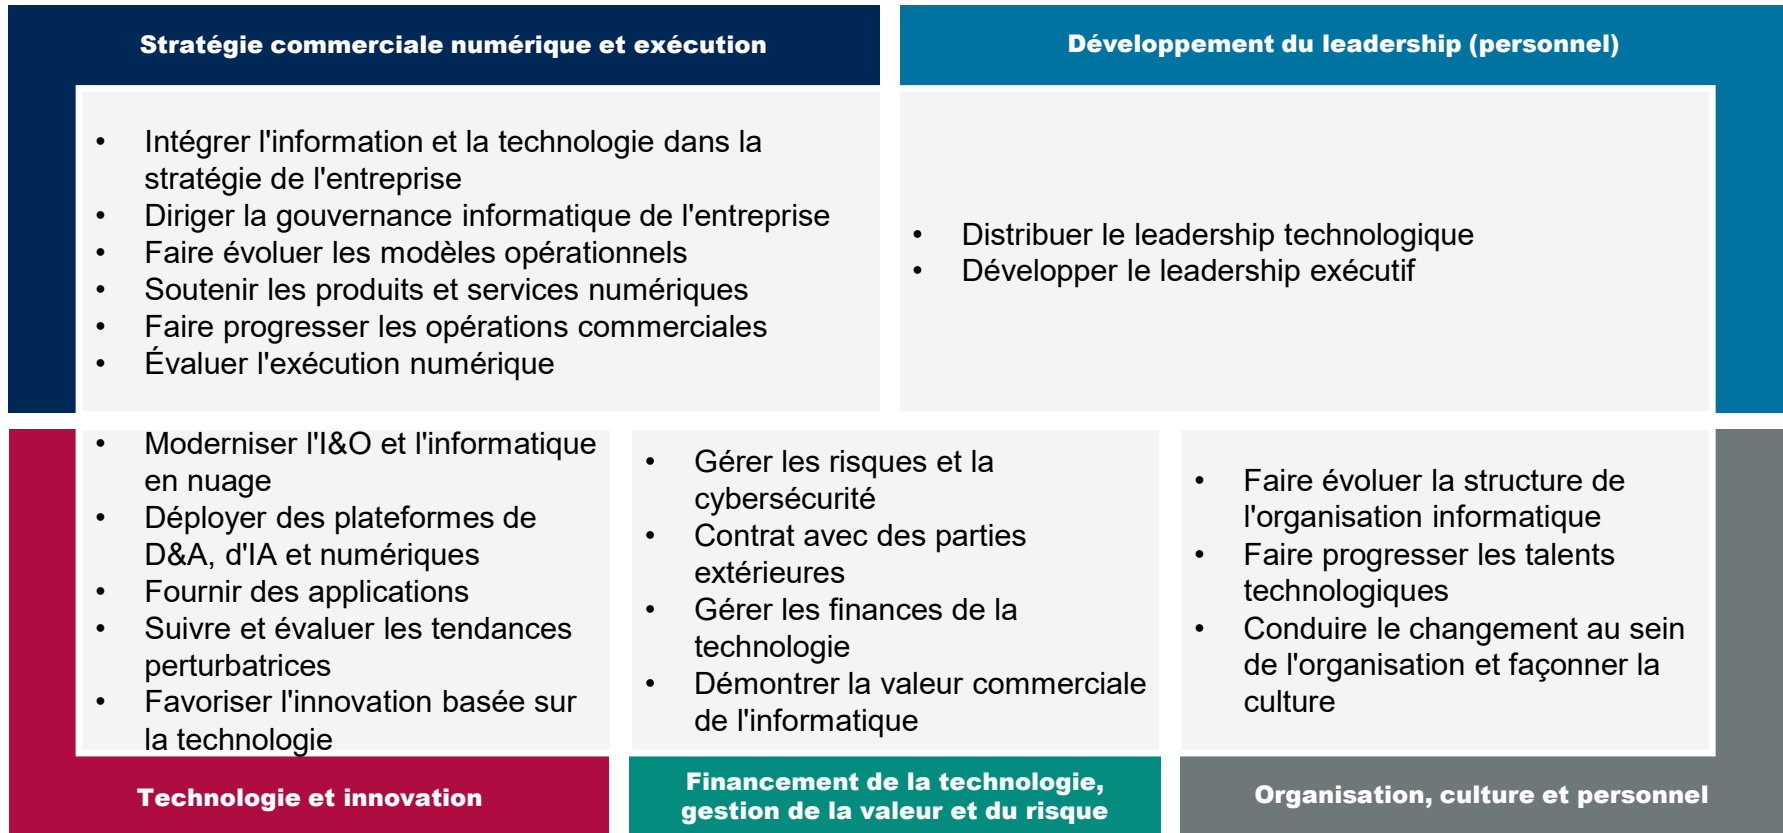 Stratégie commerciale numérique et exécution
• Intégrer l'information et la technologie dans la
stratégie de l'entreprise
• Diriger la gouvernance informatique de l'entreprise
• Faire évoluer les modèles opérationnels
• Soutenir les produits et services numériques
• Faire progresser les opérations commerciales
• Évaluer l'exécution numérique
Développement du leadership (personnel)
• Distribuer le leadership technologique
• Développer le leadership exécutif
• Moderniser l'I&O et l'informatique
en nuage
• Déployer des plateformes de
D&A, d'IA et numériques
• Fournir des applications
• Suivre et évaluer les tendances
perturbatrices
• Favoriser l'innovation basée sur
la technologie
Technologie et innovation
• Gérer les risques et la
cybersécurité
• Contrat avec des parties
extérieures
• Gérer les finances de la
technologie
• Démontrer la valeur commerciale
de l'informatique
Financement de la technologie,
gestion de la valeur et du risque
• Faire évoluer la structure de
l'organisation informatique
• Faire progresser les talents
technologiques
• Conduire le changement au sein
de l'organisation et façonner la
culture
Organisation, culture et personnel